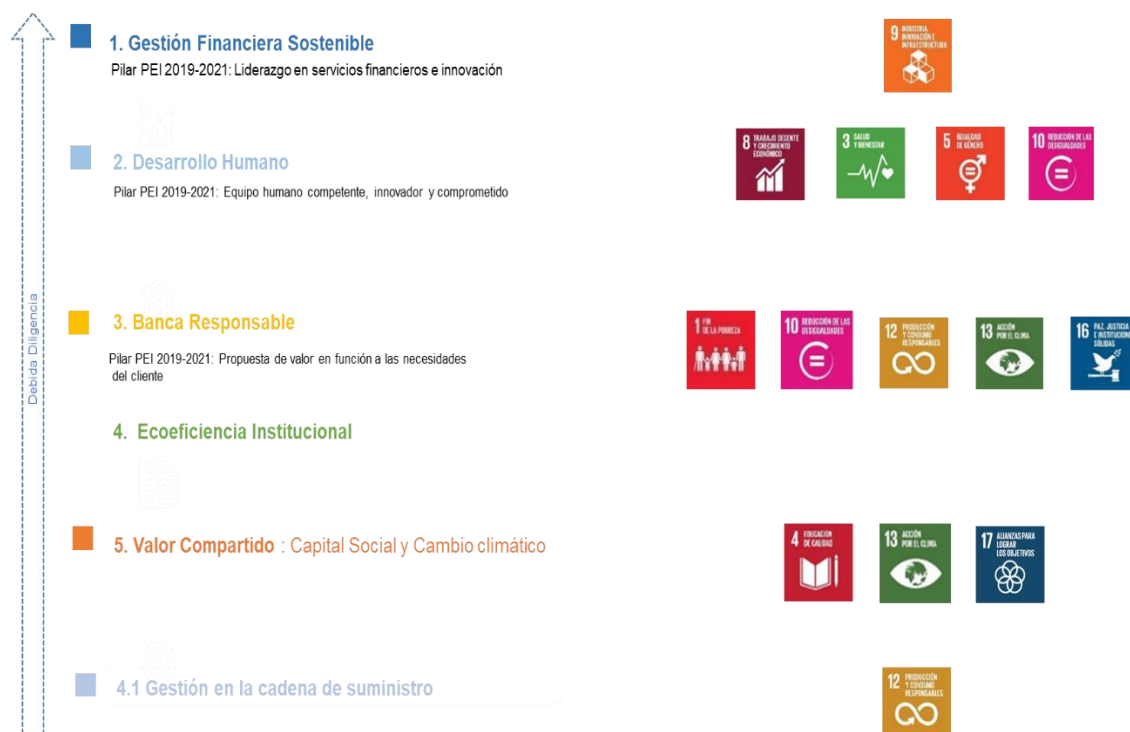 1. Gestión Financiera Sostenible
Pilar PEI 2019-2021: Liderazgo en servicios financieros e innovación
9 INDUSTRIA,
INNOVACIÓN E
INFRAESTRUCTURA
2. Desarrollo Humano
Pilar PEI 2019-2021: Equipo humano competente, innovador y comprometido
8 TRABAJO DECENTE
Y CRECIMIENTO
ECONÓMICO
3 SALUD
Y BIENESTAR
5 IGUALDAD
DE GÉNERO
10 REDUCCIÓN DE LAS
DESIGUALDADES
Debida Diligencia
3. Banca Responsable
Pilar PEI 2019-2021: Propuesta de valor en función a las necesidades
del cliente
1 FIN
DE LA POBREZA
10 REDUCCIÓN DE LAS
DESIGUALDADES
12 PRODUCCIÓN
Y CONSUMO
RESPONSABLES
13 ACCIÓN
POR EL CLIMA
16 PAZ, JUSTICIA
E INSTITUCIONE
SÓLIDAS
4. Ecoeficiencia Institucional
5. Valor Compartido : Capital Social y Cambio climático
4 EDUCACIÓN
DE CALIDAD
13 ACCIÓN
POR EL CLIMA
17 ALIANZAS PARA
LOGRAR
LOS OBJETIVOS
4.1 Gestión en la cadena de suministro
12 PRODUCCIÓN
Y CONSUMO
RESPONSABLES